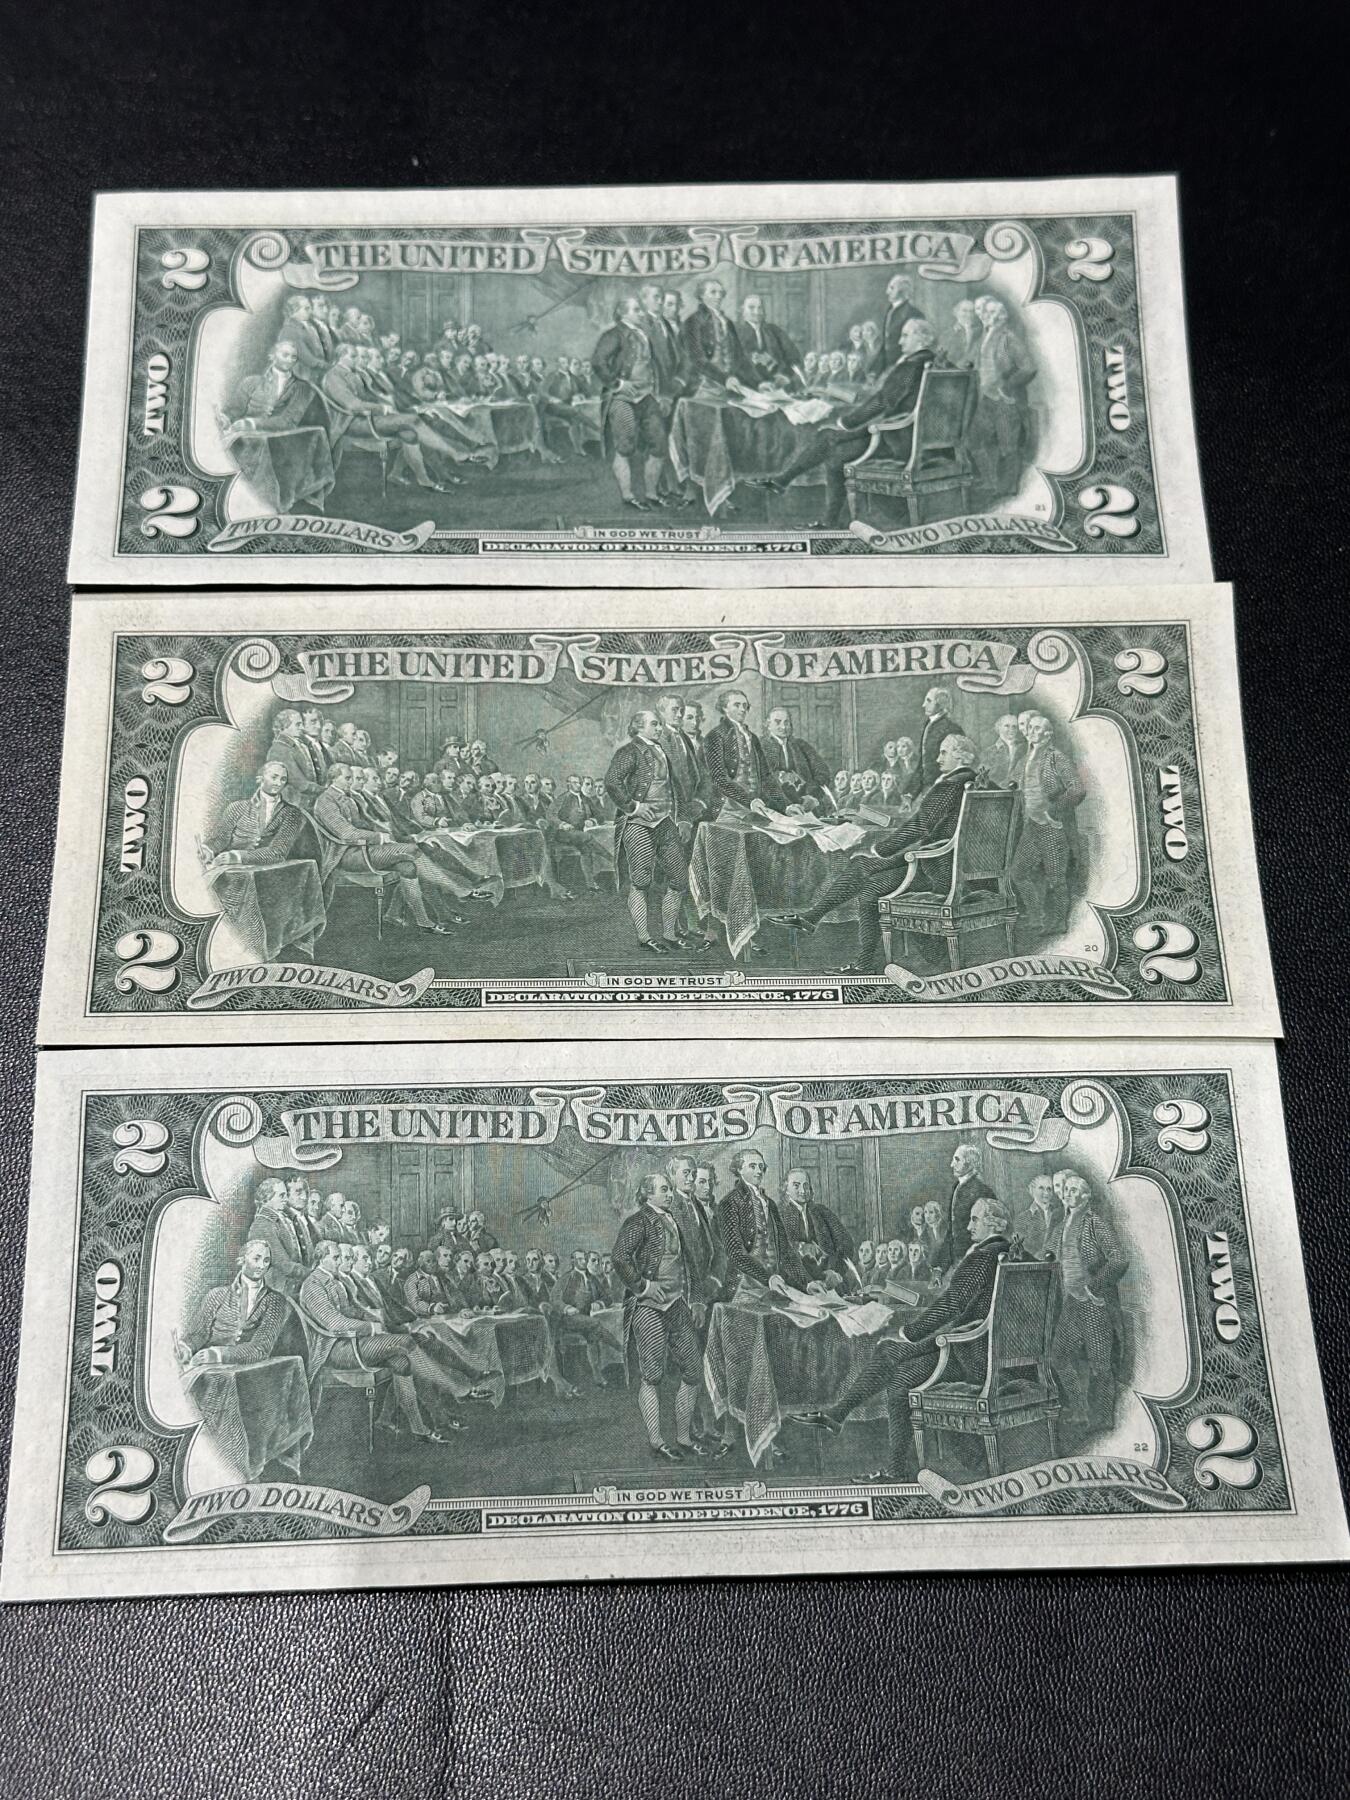 2 THE UNITED STATES OF AMERICA 2
TWO TWO
21
2 TWO DOLLARS IN GOD WE TRUST TWO DOLLARS 2
DECLARATION OF INDEPENDENCE, 1776
2 THE UNITED STATES OF AMERICA 2
TWO TWO
20
2 TWO DOLLARS IN GOD WE TRUST TWO DOLLARS 2
DECLARATION OF INDEPENDENCE, 1776
2 THE UNITED STATES OF AMERICA 2
TWO TWO
22
2 TWO DOLLARS IN GOD WE TRUST TWO DOLLARS 2
DECLARATION OF INDEPENDENCE, 1776